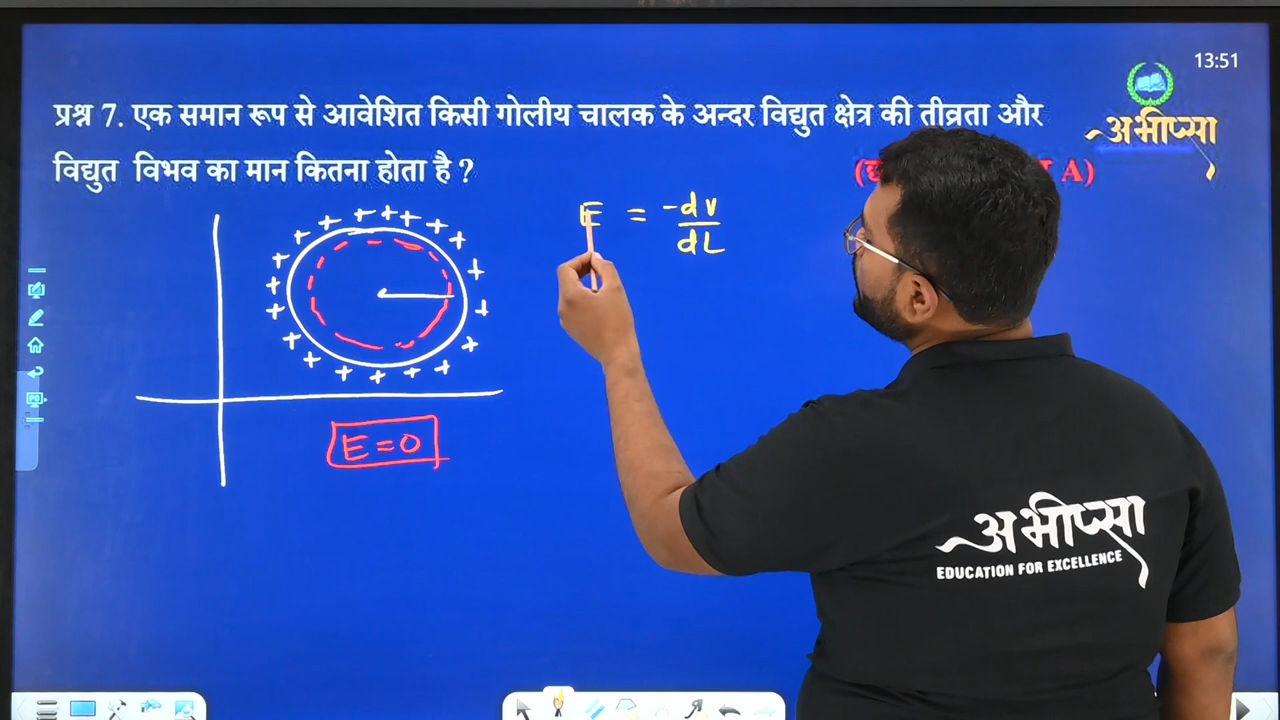 13:51
प्रश्न 7. एक समान रूप से आवेशित किसी गोलीय चालक के अन्दर विद्युत क्षेत्र की तीव्रता और
अभीप्सा
विद्युत विभव का मान कितना होता है ?
A)
E = -dv/dL
E=0
अभीप्सा
EDUCATION FOR EXCELLENCE